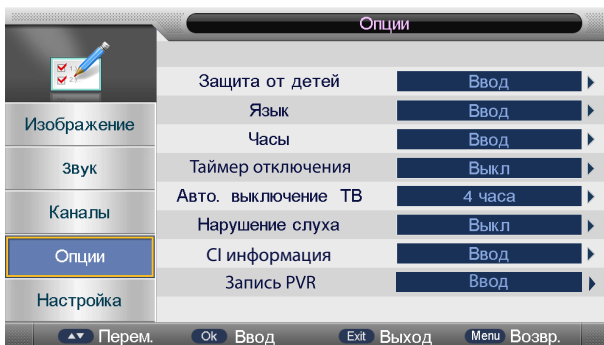 Опции
Изображение
Звук
Каналы
Опции
Настройка
Защита от детей Ввод
Язык Ввод
Часы Ввод
Таймер отключения Выкл
Авто. выключение ТВ 4 часа
Нарушение слуха Выкл
CI информация Ввод
Запись PVR Ввод
Перем. Ok Ввод Exit Выход Menu Возвр.